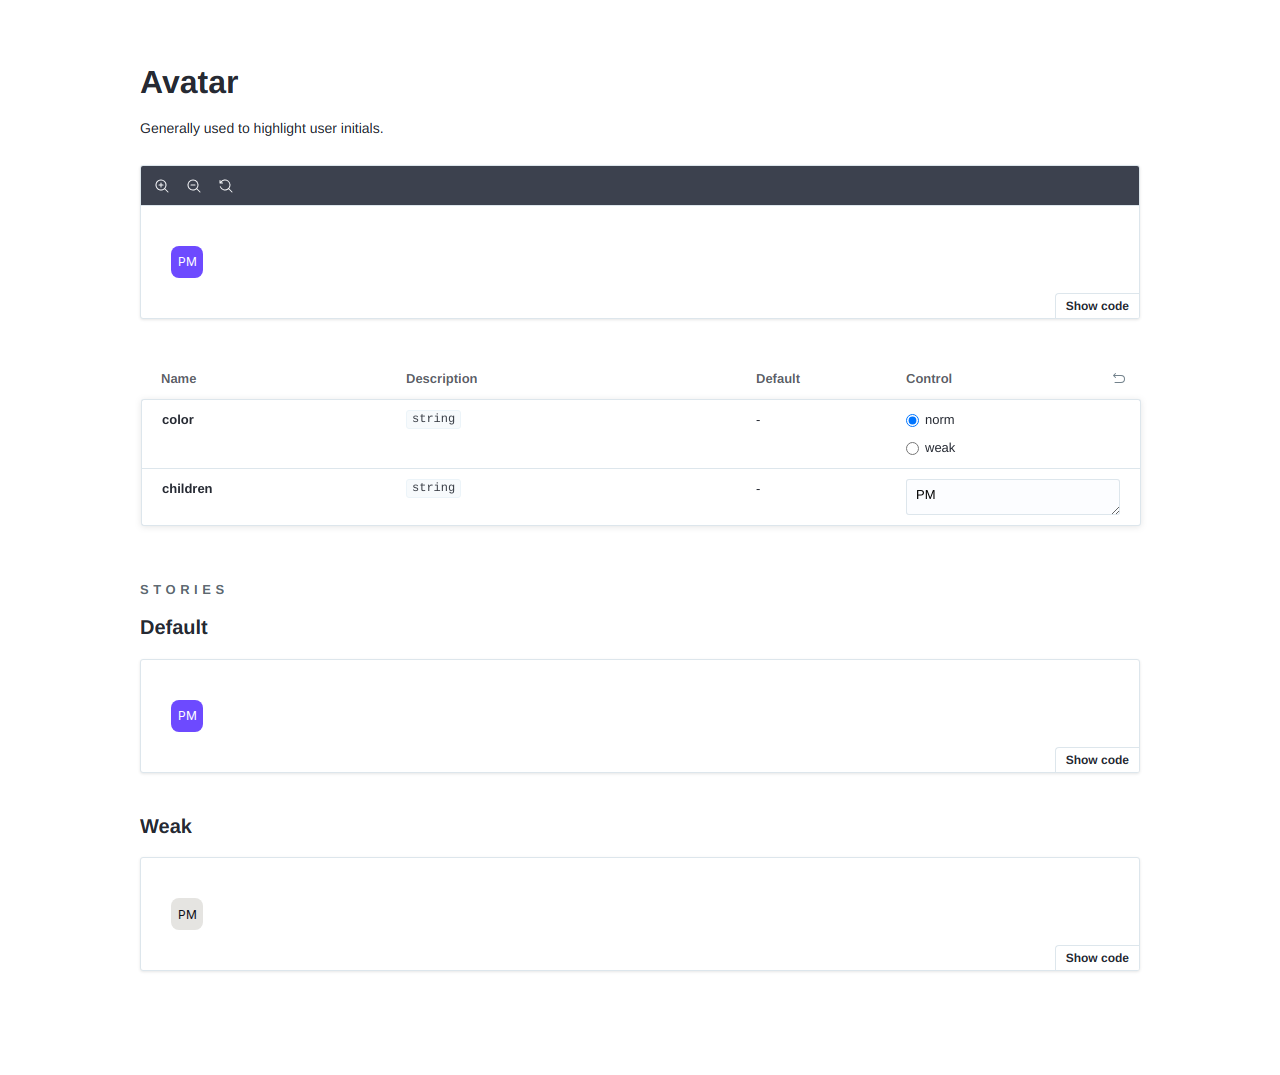 Avatar
Generally used to highlight user initials.
PM
Show code
Name Description Default Control
color string - norm
weak
children string - PM
STORIES
Default
PM
Show code
Weak
PM
Show code